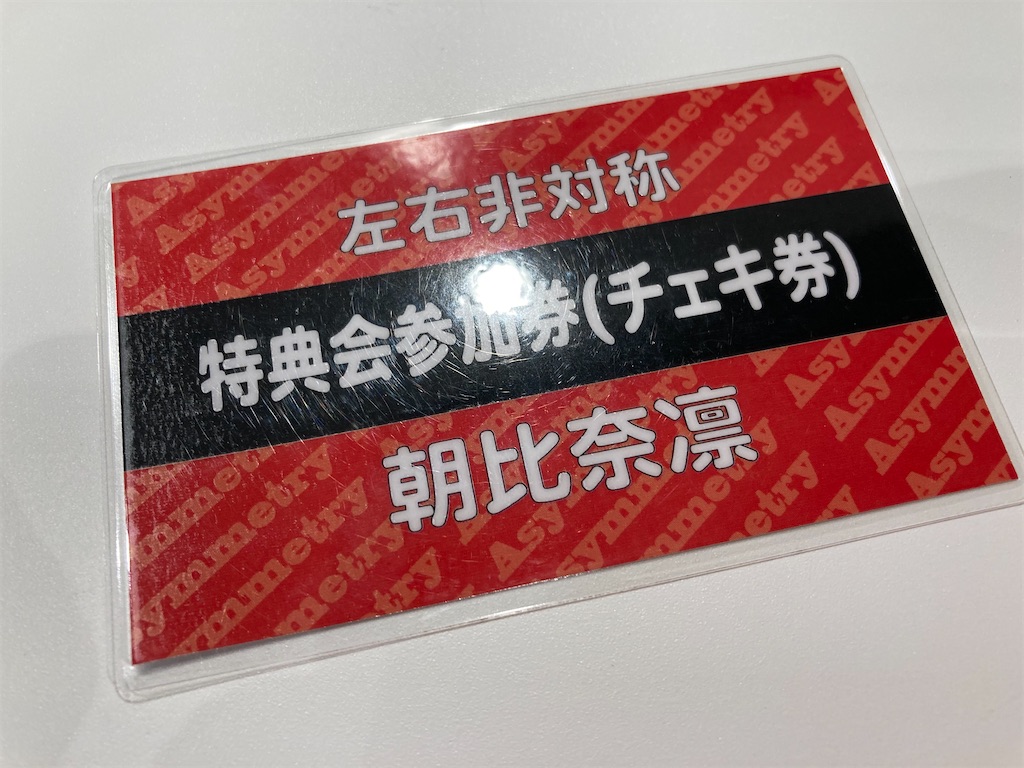 左右非対称
特典会参加券(チェキ券)
朝比奈凛
Asymmetry